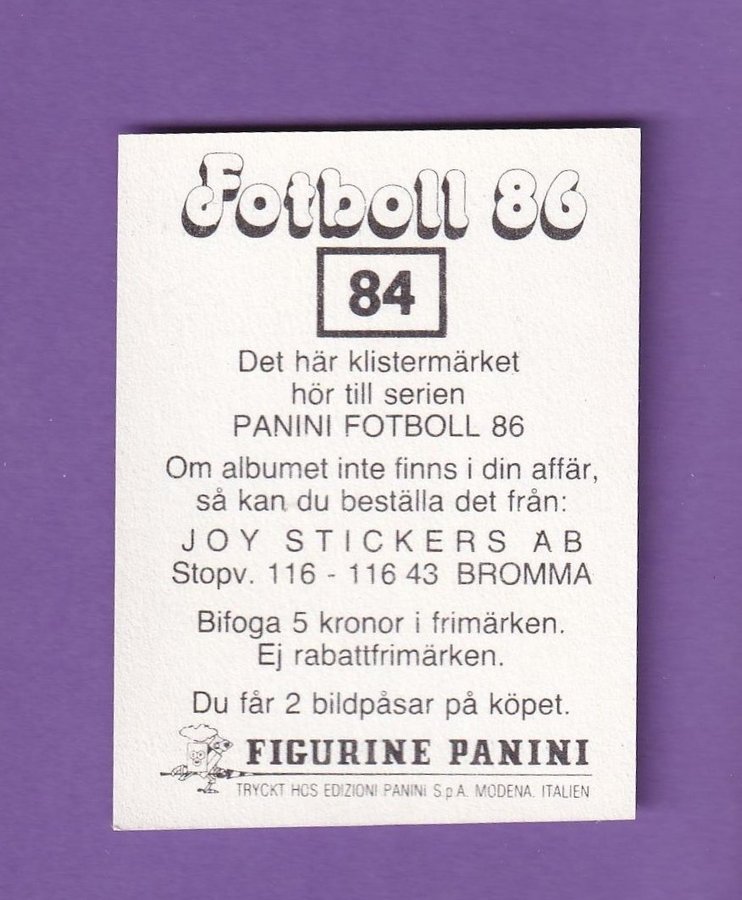 Fotboll 86
84
Det här klistermärket
hör till serien
PANINI FOTBOLL 86
Om albumet inte finns i din affär,
så kan du beställa det från:
JOY STICKERS AB
Stopv. 116 - 116 43 BROMMA
Bifoga 5 kronor i frimärken.
Ej rabattfrimärken.
Du får 2 bildpåsar på köpet.
FIGURINE PANINI
TRYCKT HOS EDIZIONI PANINI S.p.A. MODENA. ITALIEN